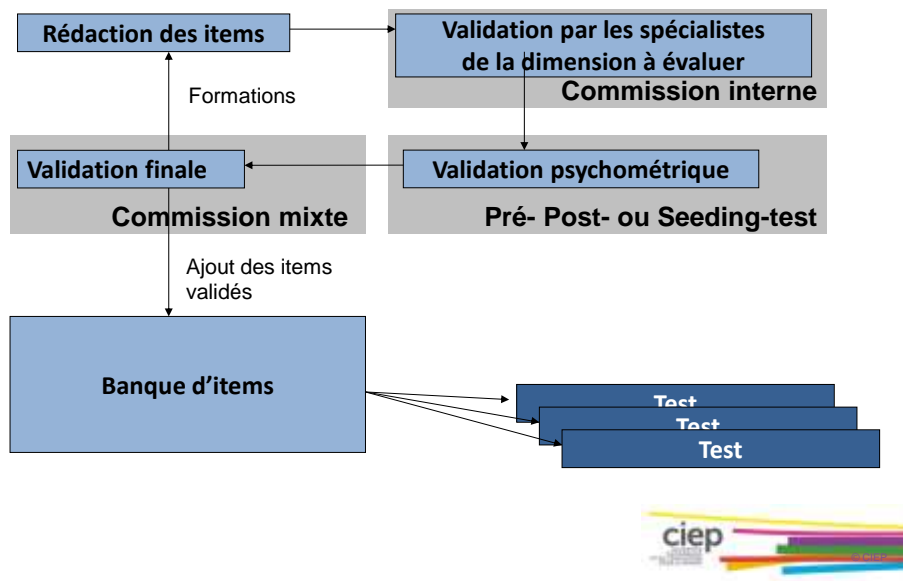 Rédaction des items
Validation par les spécialistes
de la dimension à évaluer
Commission interne
Formations
Validation finale
Commission mixte
Validation psychométrique
Pré- Post- ou Seeding-test
Ajout des items
validés
Banque d’items
Test
Test
Test
ciep
© CIEP